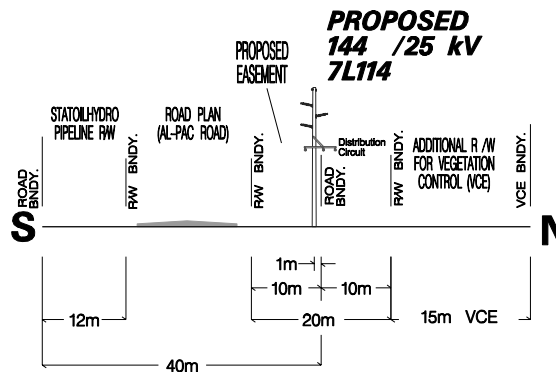 PROPOSED
144 /25 kV
7L114
PROPOSED
EASEMENT
STATOILHYDRO
PIPELINE R/W
ROAD PLAN
(AL-PAC ROAD)
Distribution
Circuit
ADDITIONAL R /W
FOR VEGETATION
CONTROL (VCE)
ROAD
BNDY.
R/W BNDY.
R/W BNDY.
ROAD
BNDY.
R/W BNDY.
VCE BNDY.
S
N
1m
10m
10m
12m
20m
15m VCE
40m